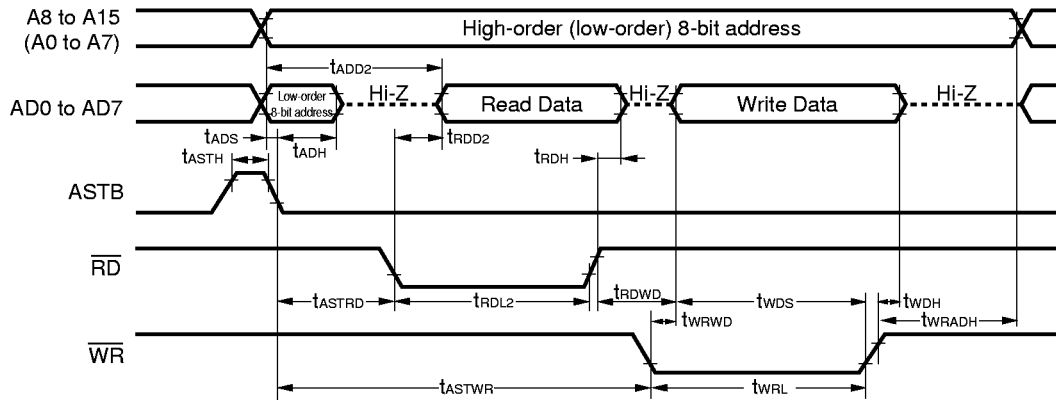 A8 to A15
(A0 to A7)
High-order (low-order) 8-bit address
tADD2
AD0 to AD7
Low-order
8-bit address
Hi-Z
Read Data
Hi-Z
Write Data
Hi-Z
tADS
tADH
tRDD2
tASTH
tRDH
ASTB
RD
tASTRD
tRDL2
tRDWD
tWDS
tWDH
tWRWD
tWRADH
WR
tASTWR
tWRL